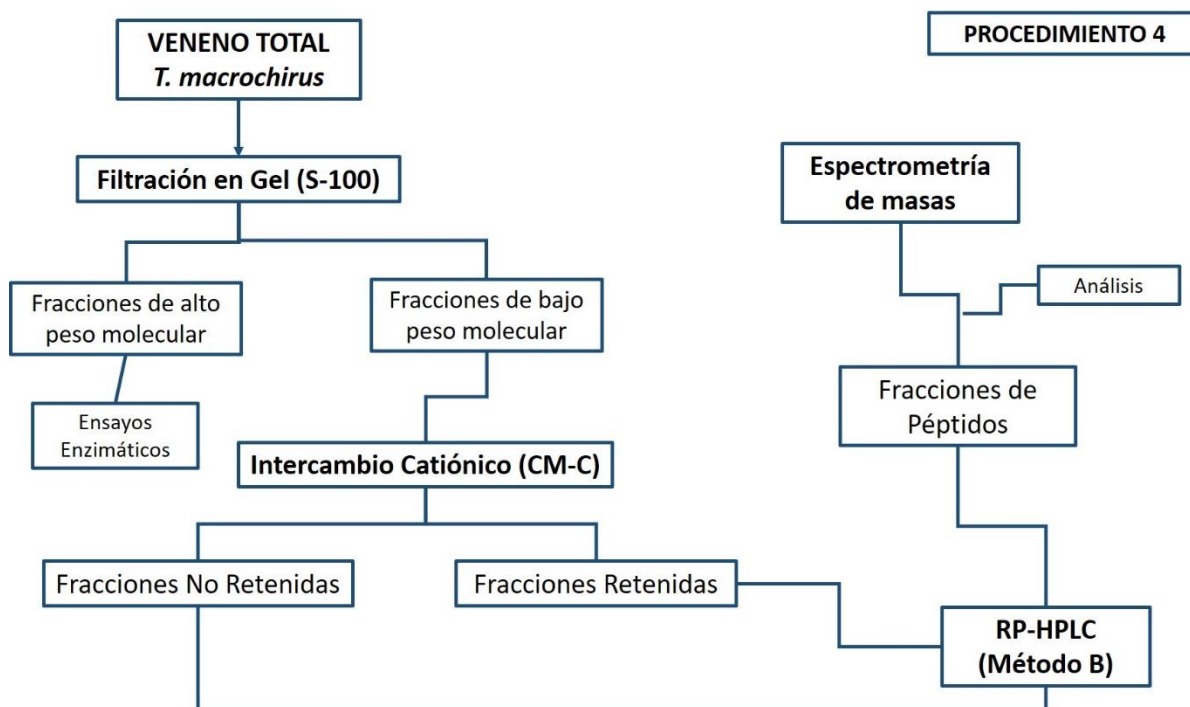 PROCEDIMIENTO 4
VENENO TOTAL
T. macrochirus
Filtración en Gel (S-100)
Espectrometría
de masas
Fracciones de alto
peso molecular
Fracciones de bajo
peso molecular
Análisis
Ensayos
Enzimáticos
Fracciones de
Péptidos
Intercambio Catiónico (CM-C)
Fracciones No Retenidas
Fracciones Retenidas
RP-HPLC
(Método B)